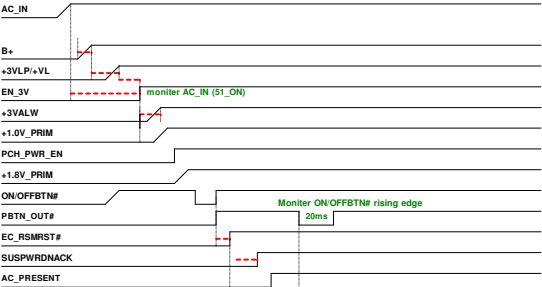 AC_IN
B+
+3VLP/+VL
EN_3V
moniter AC_IN (51_ON)
+3VALW
+1.0V_PRIM
PCH_PWR_EN
+1.8V_PRIM
ON/OFFBTN#
Moniter ON/OFFBTN# rising edge
PBTN_OUT#
20ms
EC_RSMRST#
SUSPWRDNACK
AC_PRESENT